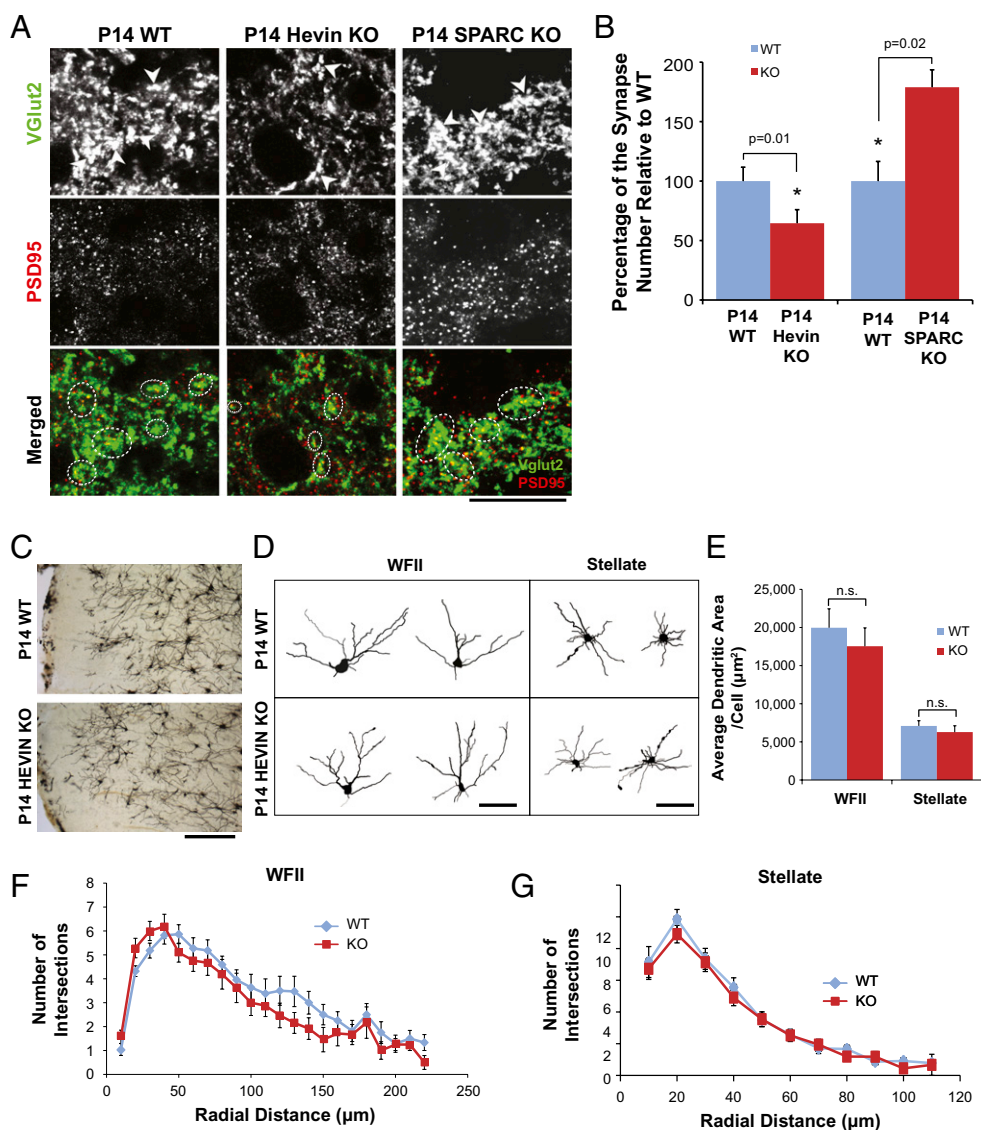 A
P14 WT
P14 Hevin KO
P14 SPARC KO
VGlut2
PSD95
Merged
Vglut2
PSD95
B
WT
KO
p=0.01
p=0.02
*
*
Percentage of the Synapse
Number Relative to WT
200
150
100
50
0
P14
WT
P14
Hevin
KO
P14
WT
P14
SPARC
KO
C
P14 WT
P14 HEVIN KO
D
WFII
Stellate
P14 WT
P14 HEVIN KO
E
Average Dendritic Area
/Cell (µm²)
25,000
20,000
15,000
10,000
5,000
0
n.s.
n.s.
WT
KO
WFII
Stellate
F
WFII
WT
KO
Number of
Intersections
8
7
6
5
4
3
2
1
0
0 50 100 150 200 250
Radial Distance (µm)
G
Stellate
WT
KO
Number of
Intersections
12
10
8
6
4
2
0
0 20 40 60 80 100 120
Radial Distance (µm)